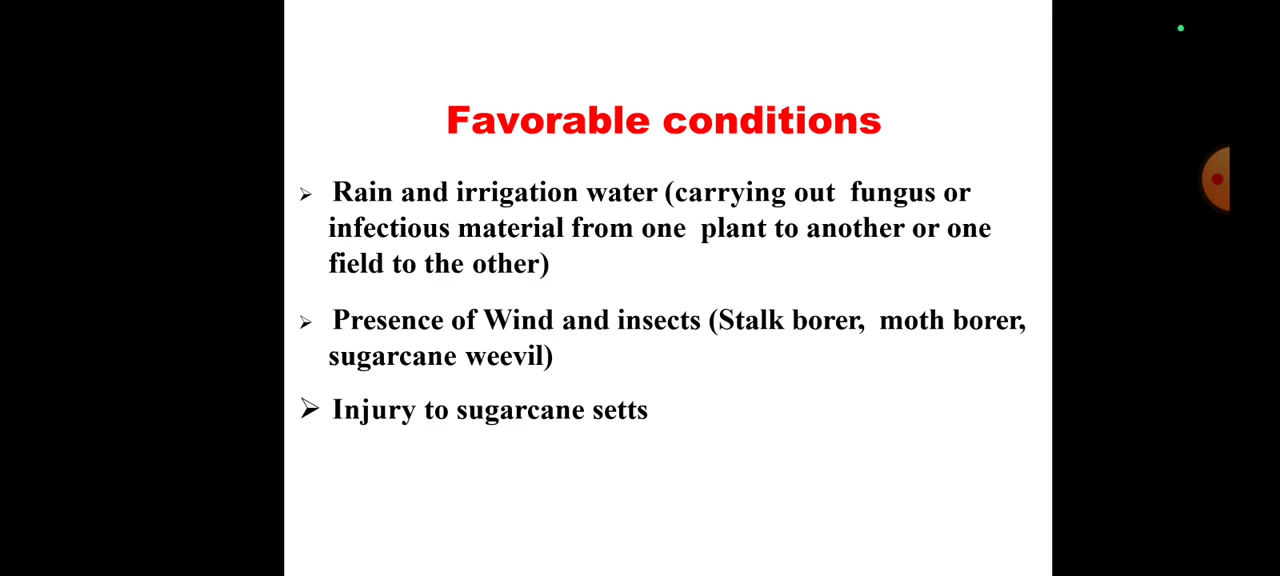 Favorable conditions
➢ Rain and irrigation water (carrying out fungus or
infectious material from one plant to another or one
field to the other)
➢ Presence of Wind and insects (Stalk borer, moth borer,
sugarcane weevil)
➢ Injury to sugarcane setts